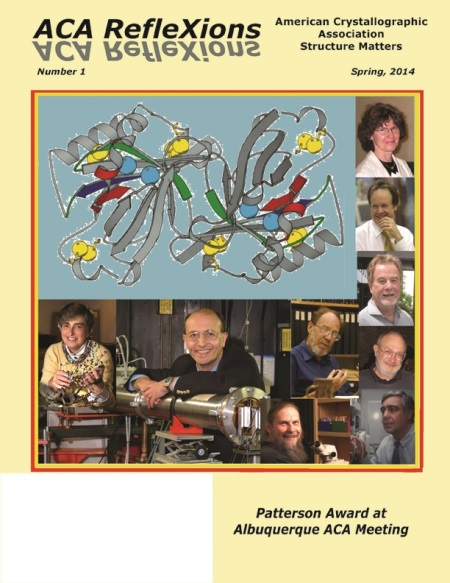 ACA RefleXions
ACA RefleXions
American Crystallographic
Association
Structure Matters
Number 1
Spring, 2014
Patterson Award at
Albuquerque ACA Meeting